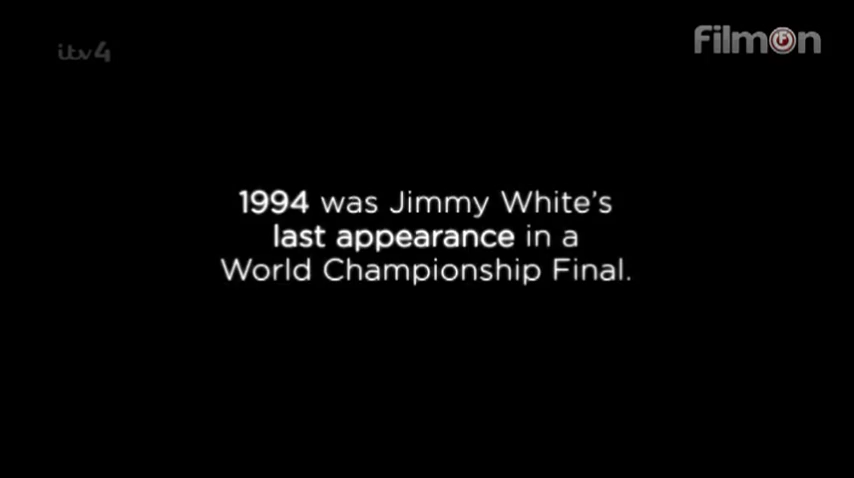 itv4
FilmOn
1994 was Jimmy White's
last appearance in a
World Championship Final.